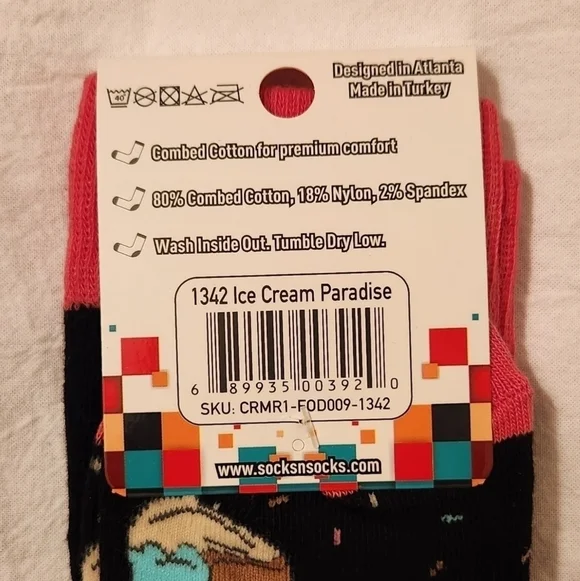 40
Designed in Atlanta
Made in Turkey
Combed Cotton for premium comfort
80% Combed Cotton, 18% Nylon, 2% Spandex
Wash Inside Out. Tumble Dry Low.
1342 Ice Cream Paradise
6 89935 00392 0
SKU: CRMR1-FOD009-1342
www.socksnsocks.com